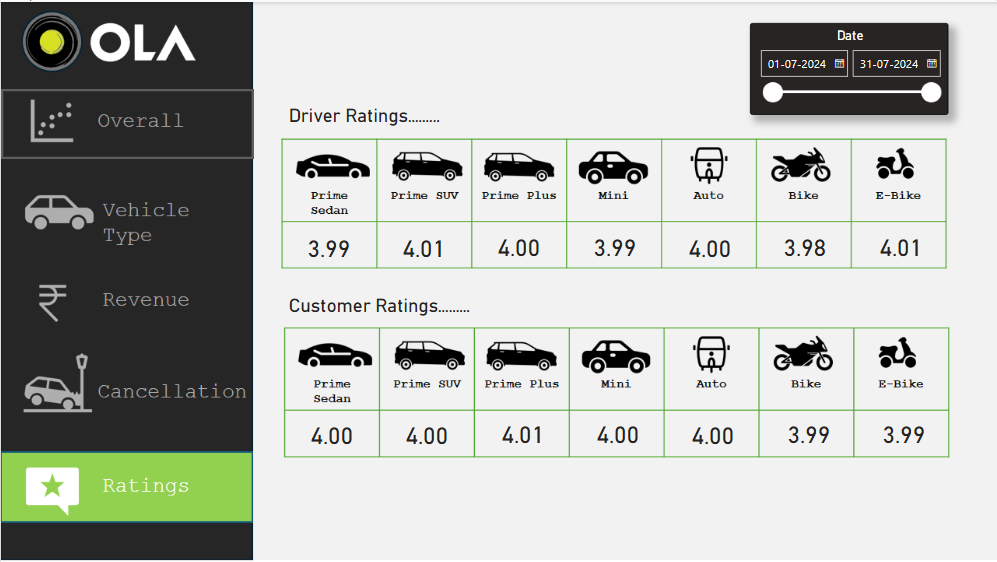 OLA
Date
01-07-2024 31-07-2024
Overall
Vehicle
Type
Revenue
Cancellation
Ratings
Driver Ratings.........
Prime
Sedan
Prime SUV
Prime Plus
Mini
Auto
Bike
E-Bike
3.99 4.01 4.00 3.99 4.00 3.98 4.01
Customer Ratings.........
Prime
Sedan
Prime SUV
Prime Plus
Mini
Auto
Bike
E-Bike
4.00 4.00 4.01 4.00 4.00 3.99 3.99